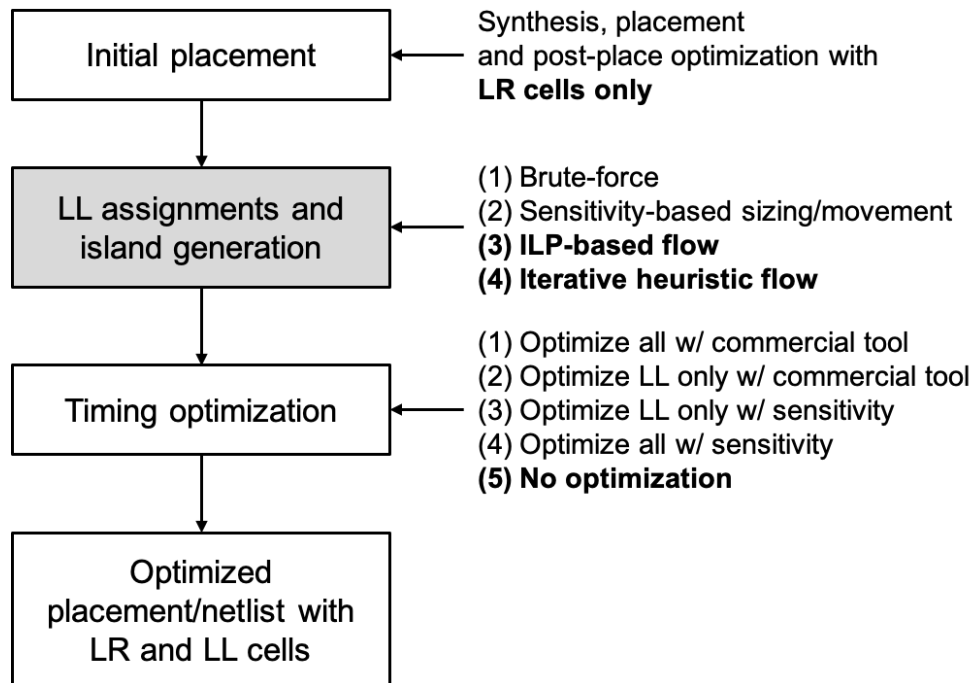 Initial placement
Synthesis, placement
and post-place optimization with
LR cells only
LL assignments and
island generation
(1) Brute-force
(2) Sensitivity-based sizing/movement
(3) ILP-based flow
(4) Iterative heuristic flow
Timing optimization
(1) Optimize all w/ commercial tool
(2) Optimize LL only w/ commercial tool
(3) Optimize LL only w/ sensitivity
(4) Optimize all w/ sensitivity
(5) No optimization
Optimized
placement/netlist with
LR and LL cells